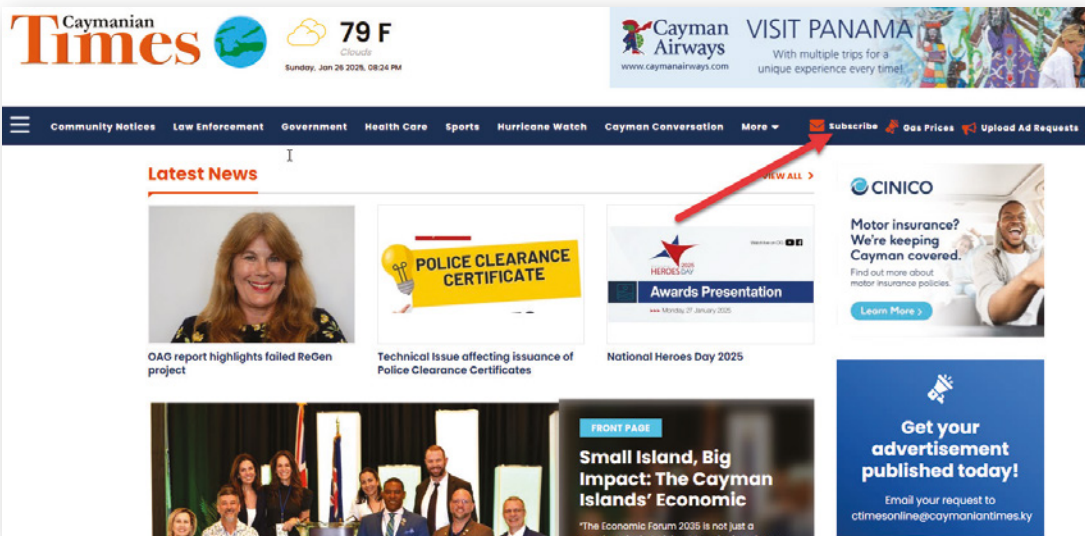 Caymanian
Times
79 F
Clouds
Sunday, Jan 26 2025, 08:24 PM
Cayman
Airways
www.caymanairways.com
VISIT PANAMA
With multiple trips for a
unique experience every time!
Community Notices Law Enforcement Government Health Care Sports Hurricane Watch Cayman Conversation More Subscribe Gas Prices Upload Ad Requests
Latest News
VIEW ALL
POLICE CLEARANCE
CERTIFICATE
2025
HEROES DAY
Awards Presentation
Monday, 27 January 2025
OAG report highlights failed ReGen
project
Technical Issue affecting issuance of
Police Clearance Certificates
National Heroes Day 2025
CINICO
Motor insurance?
We're keeping
Cayman covered.
Find out more about
motor insurance policies.
Learn More >
FRONT PAGE
Small Island, Big
Impact: The Cayman
Islands' Economic
"The Economic Forum 2035 is not just a
Get your
advertisement
published today!
Email your request to
ctimesonline@caymaniantimes.ky